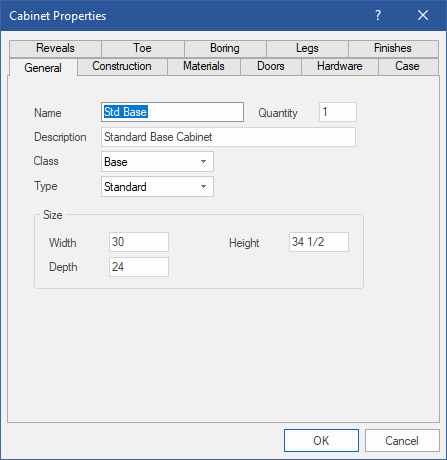 Cabinet Properties ?
Reveals Toe Boring Legs Finishes
General Construction Materials Doors Hardware Case
Name Std Base Quantity 1
Description Standard Base Cabinet
Class Base
Type Standard
Size
Width 30 Height 34 1/2
Depth 24
OK Cancel